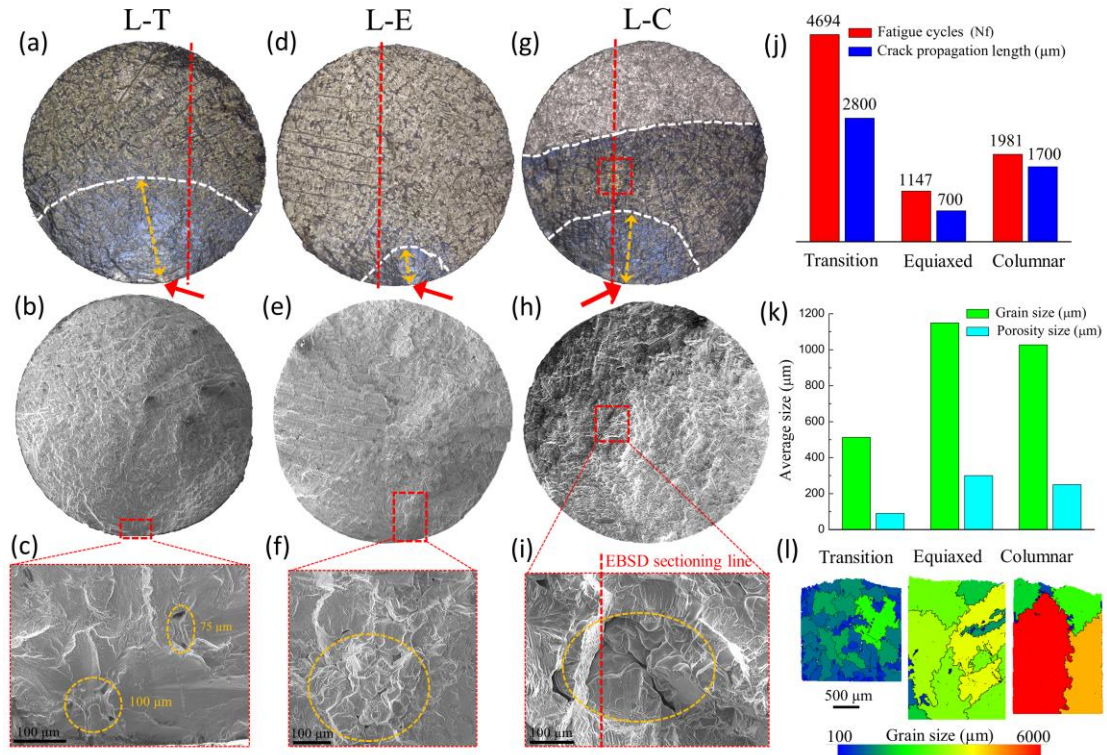 L-T
L-E
L-C
(a)
(d)
(g)
(j)
4694
Fatigue cycles (Nf)
Crack propagation length (μm)
2800
1147
700
1981
1700
Transition
Equiaxed
Columnar
(b)
(e)
(h)
(k)
Grain size (μm)
Porosity size (μm)
Average size (μm)
1200
1000
800
600
400
200
0
Transition
Equiaxed
Columnar
(c)
75 μm
100 μm
100 μm
(f)
100 μm
(i)
EBSD sectioning line
100 μm
(l)
500 μm
100
Grain size (μm)
6000